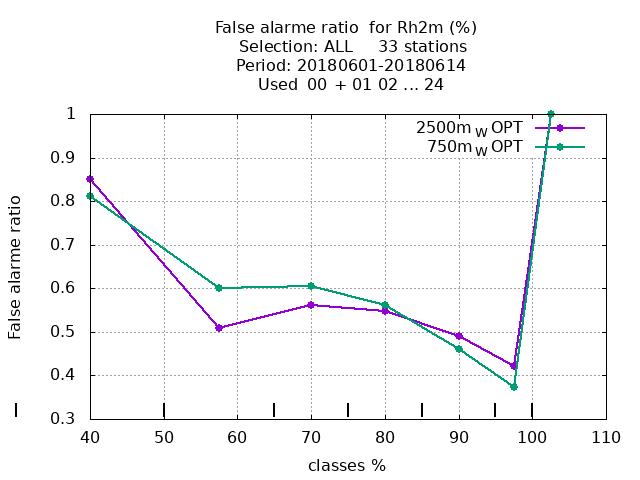 False alarme ratio  for Rh2m (%)
Selection: ALL     33 stations
Period: 20180601-20180614
Used  00  + 01 02 ... 24
2500m W OPT
750m W OPT
1
0.9
0.8
0.7
0.6
0.5
0.4
0.3
False alarme ratio
40 50 60 70 80 90 100 110
classes %